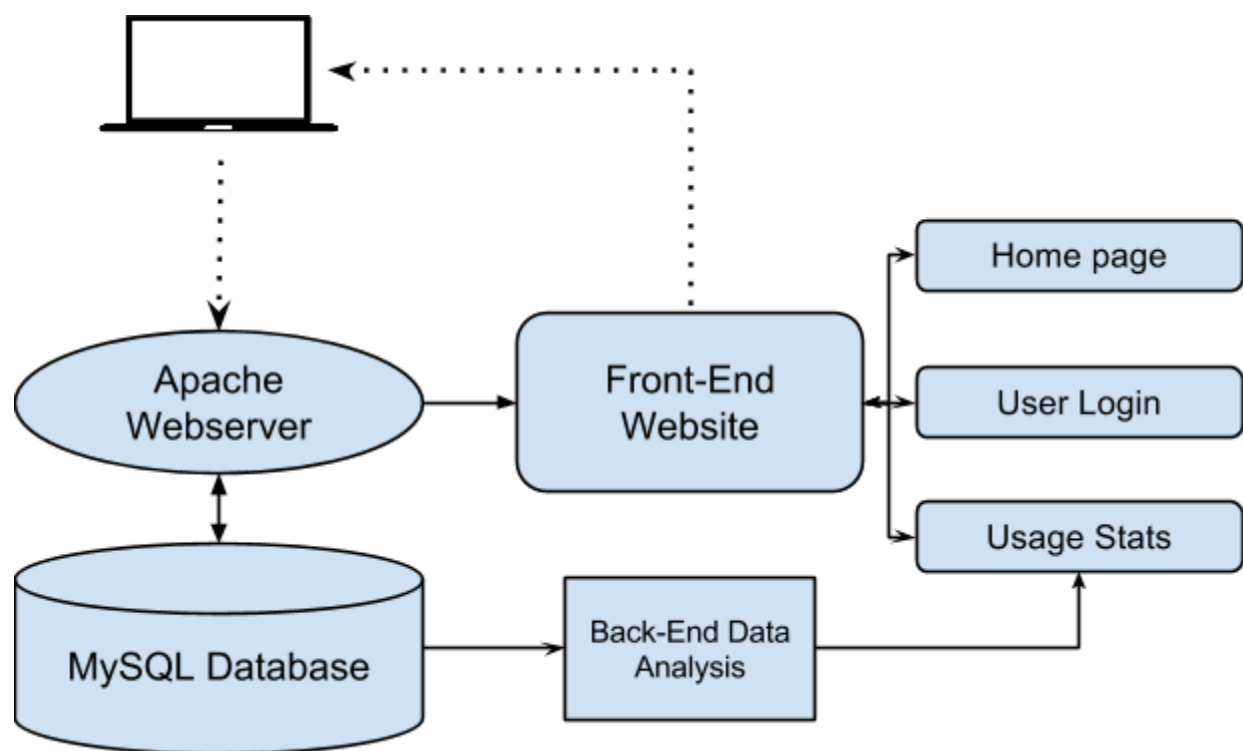 Home page
Apache
Webserver
Front-End
Website
User Login
Usage Stats
MySQL Database
Back-End Data
Analysis